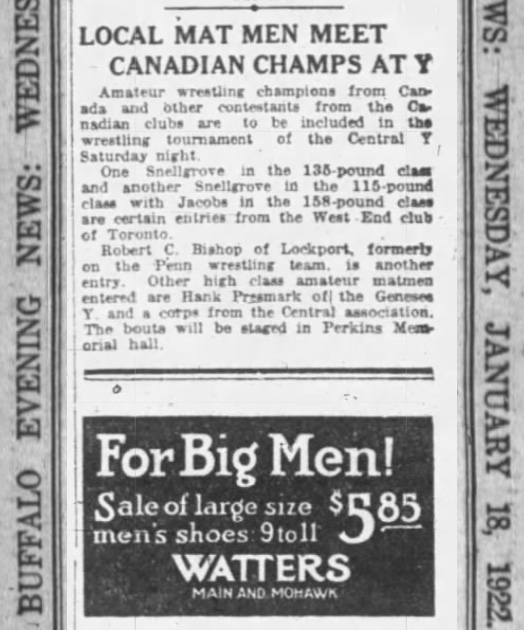 LOCAL MAT MEN MEET
CANADIAN CHAMPS AT Y
Amateur wrestling champions from Can-
ada and other contestants from the Ca-
nadian clubs are to be included in the
wrestling tournament of the Central Y
Saturday night.
One Snellgrove in the 135-pound class
and another Snellgrove in the 115-pound
class with Jacobs in the 158-pound class
are certain entries from the West End club
of Toronto.
Robert C. Bishop of Lockport, formerly
on the Penn wrestling team, is another
entry. Other high class amateur matmen
entered are Hank Presmark of the Genesee
Y. and a corps from the Central association.
The bouts will be staged in Perkins Mem-
orial hall.
For Big Men!
Sale of large size $5.85
men's shoes 9 to 11
WATTERS
MAIN AND MOHAWK
BUFFALO EVENING NEWS: WEDNES
WS: WEDNESDAY, JANUARY 18, 1922.